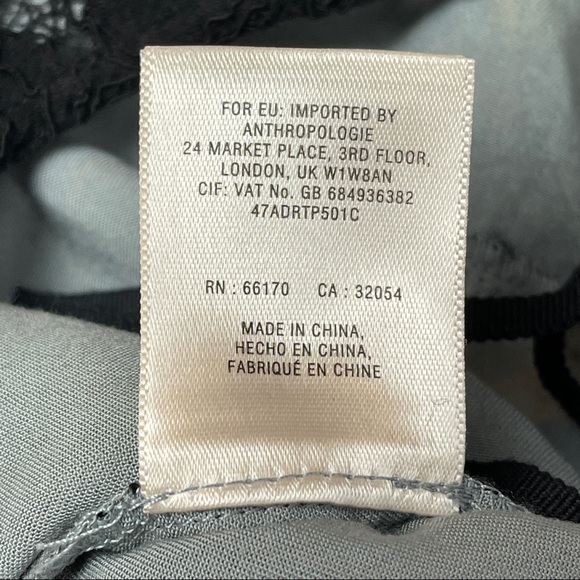 FOR EU: IMPORTED BY
ANTHROPOLOGIE
24 MARKET PLACE, 3RD FLOOR,
LONDON, UK W1W8AN
CIF: VAT No. GB 684936382
47ADRTP501C
RN : 66170 CA : 32054
MADE IN CHINA,
HECHO EN CHINA,
FABRIQUÉ EN CHINE